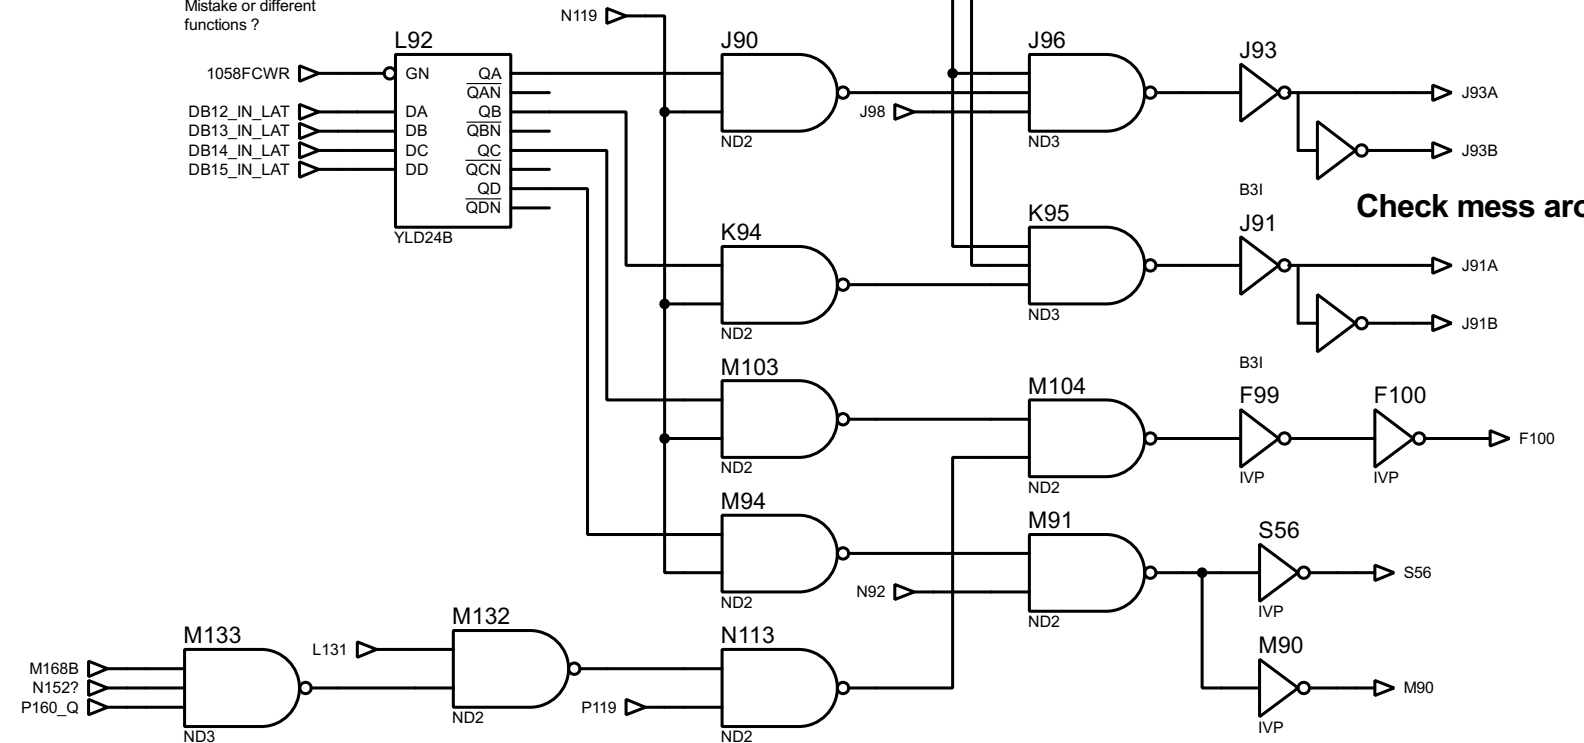 Mistake or different
functions ?
N119
L92
J90
J96
J93
1058FCWR
GN
QA
QAN
DB12_IN_LAT
DA
QB
J98
J93A
DB13_IN_LAT
DB
QBN
DB14_IN_LAT
DC
QC
ND2
ND3
J93B
DB15_IN_LAT
DD
QCN
QD
QDN
B3I
Check mess aro
YLD24B
K94
K95
J91
J91A
ND2
ND3
J91B
B3I
M103
M104
F99
F100
F100
ND2
ND2
IVP
IVP
M94
M91
S56
N92
S56
ND2
ND2
IVP
M133
M132
N113
M90
L131
M168B
N152?
P160_Q
P119
M90
ND3
ND2
ND2
IVP